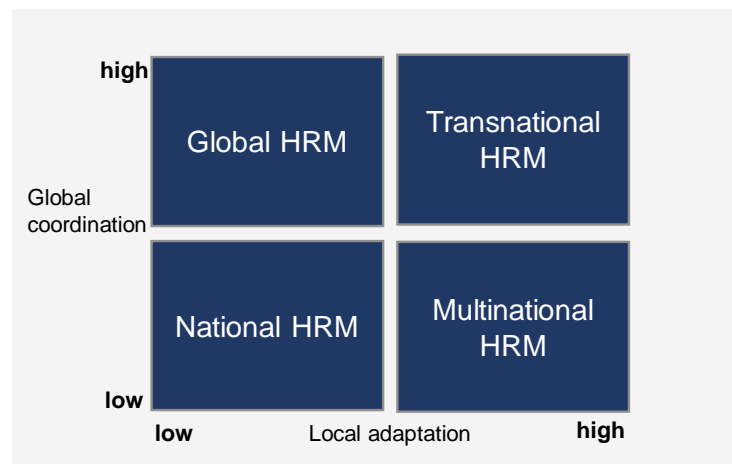 high
Global HRM
Transnational
HRM
Global
coordination
National HRM
Multinational
HRM
low
low
Local adaptation
high